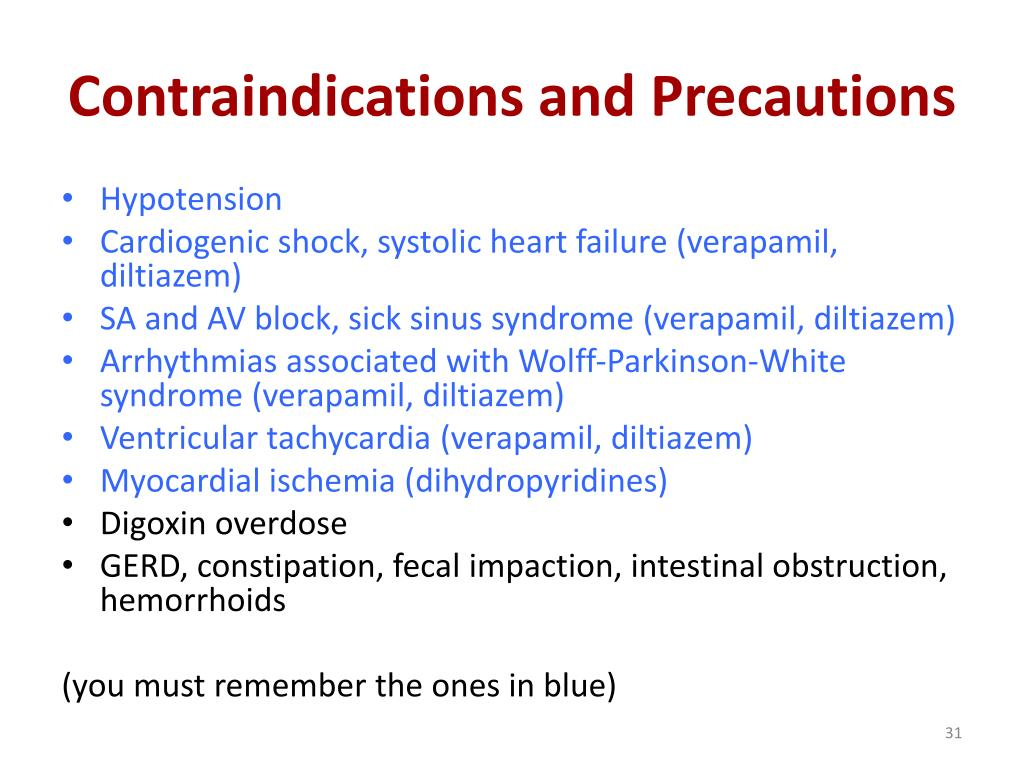 Contraindications and Precautions
• Hypotension
• Cardiogenic shock, systolic heart failure (verapamil,
diltiazem)
• SA and AV block, sick sinus syndrome (verapamil, diltiazem)
• Arrhythmias associated with Wolff-Parkinson-White
syndrome (verapamil, diltiazem)
• Ventricular tachycardia (verapamil, diltiazem)
• Myocardial ischemia (dihydropyridines)
• Digoxin overdose
• GERD, constipation, fecal impaction, intestinal obstruction,
hemorrhoids
(you must remember the ones in blue)
31